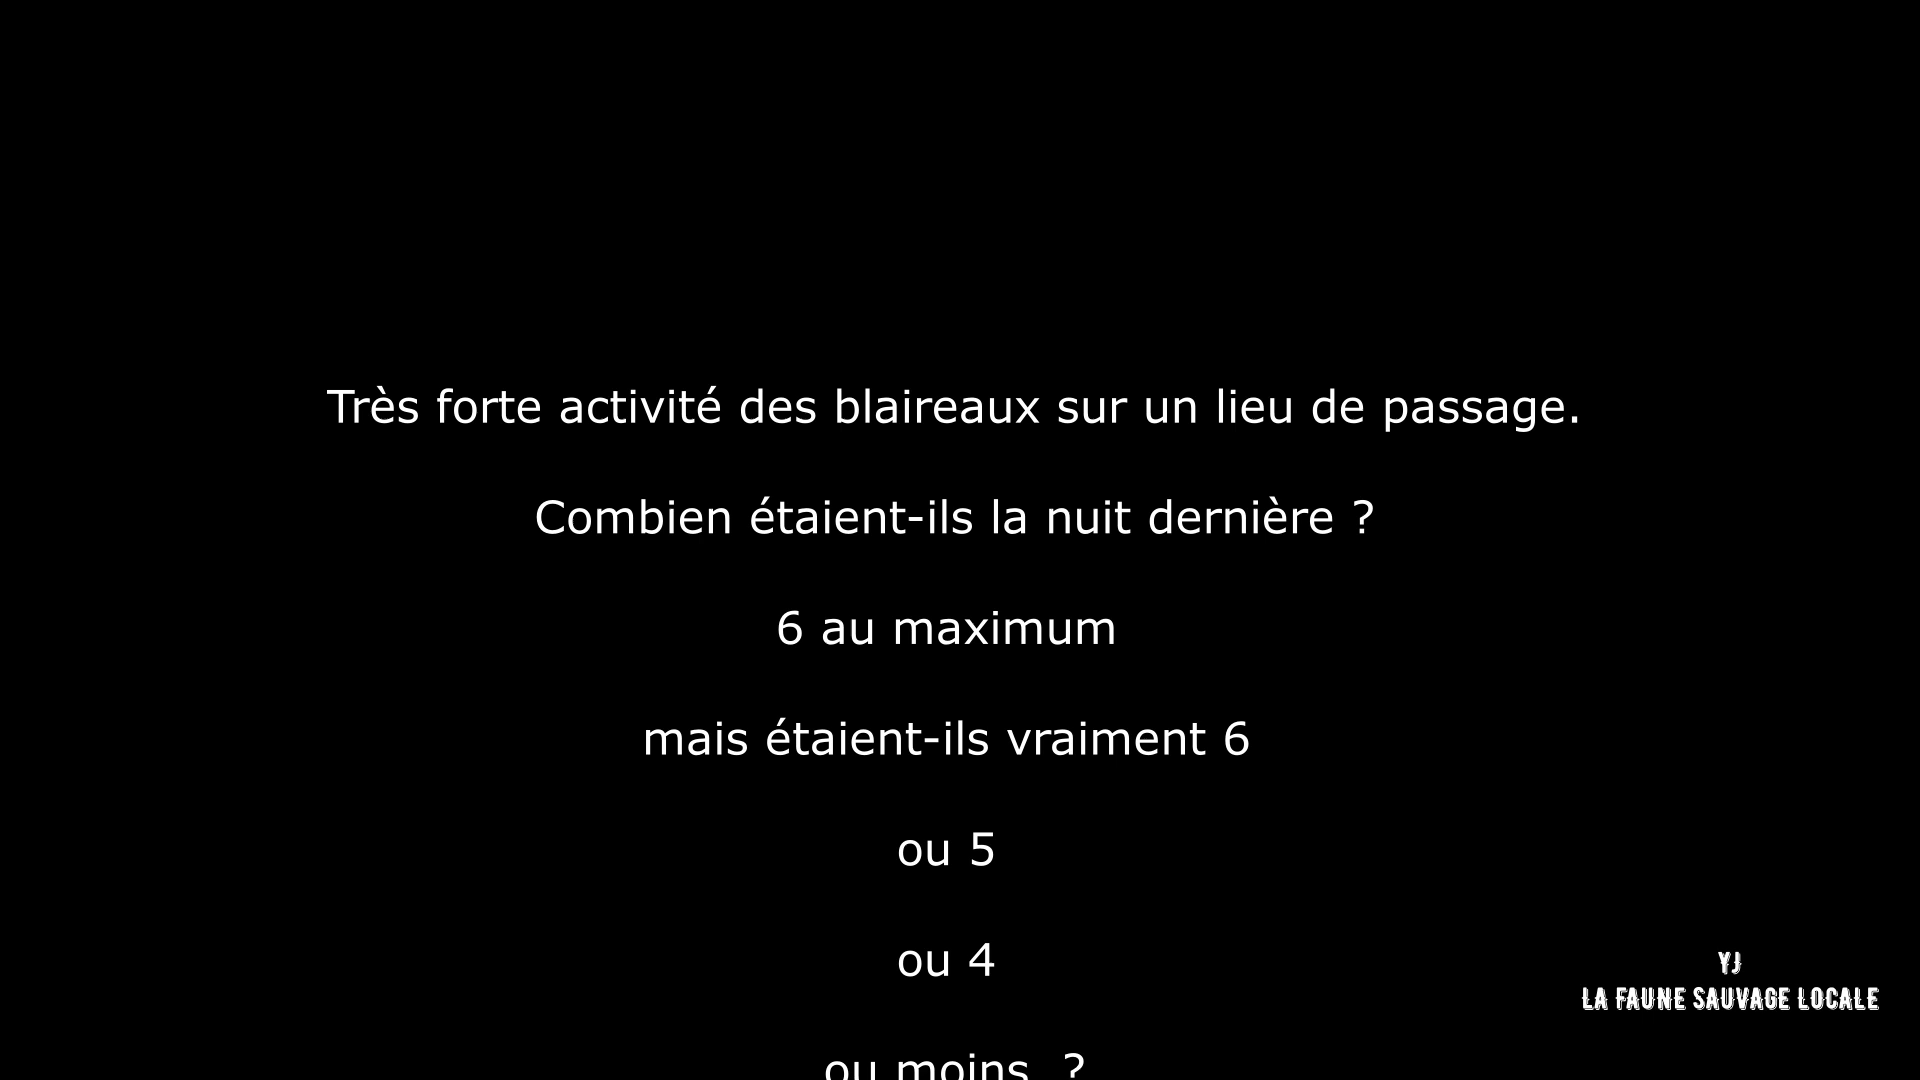 Très forte activité des blaireaux sur un lieu de passage.
Combien étaient-ils la nuit dernière ?
6 au maximum
mais étaient-ils vraiment 6
ou 5
ou 4
ou moins  ?
YJ
LA FAUNE SAUVAGE LOCALE